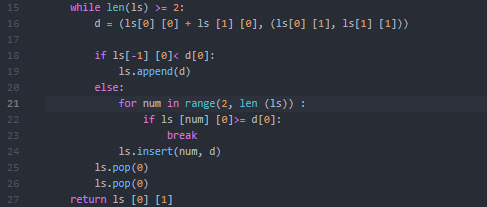 15 while len(ls) >= 2:
16 d = (ls[0] [0] + ls [1] [0], (ls[0] [1], ls[1] [1]))
17
18 if ls[-1] [0]< d[0]:
19 ls.append(d)
20 else:
21 for num in range(2, len (ls)) :
22 if ls [num] [0]>= d[0]:
23 break
24 ls.insert(num, d)
25 ls.pop(0)
26 ls.pop(0)
27 return ls [0] [1]